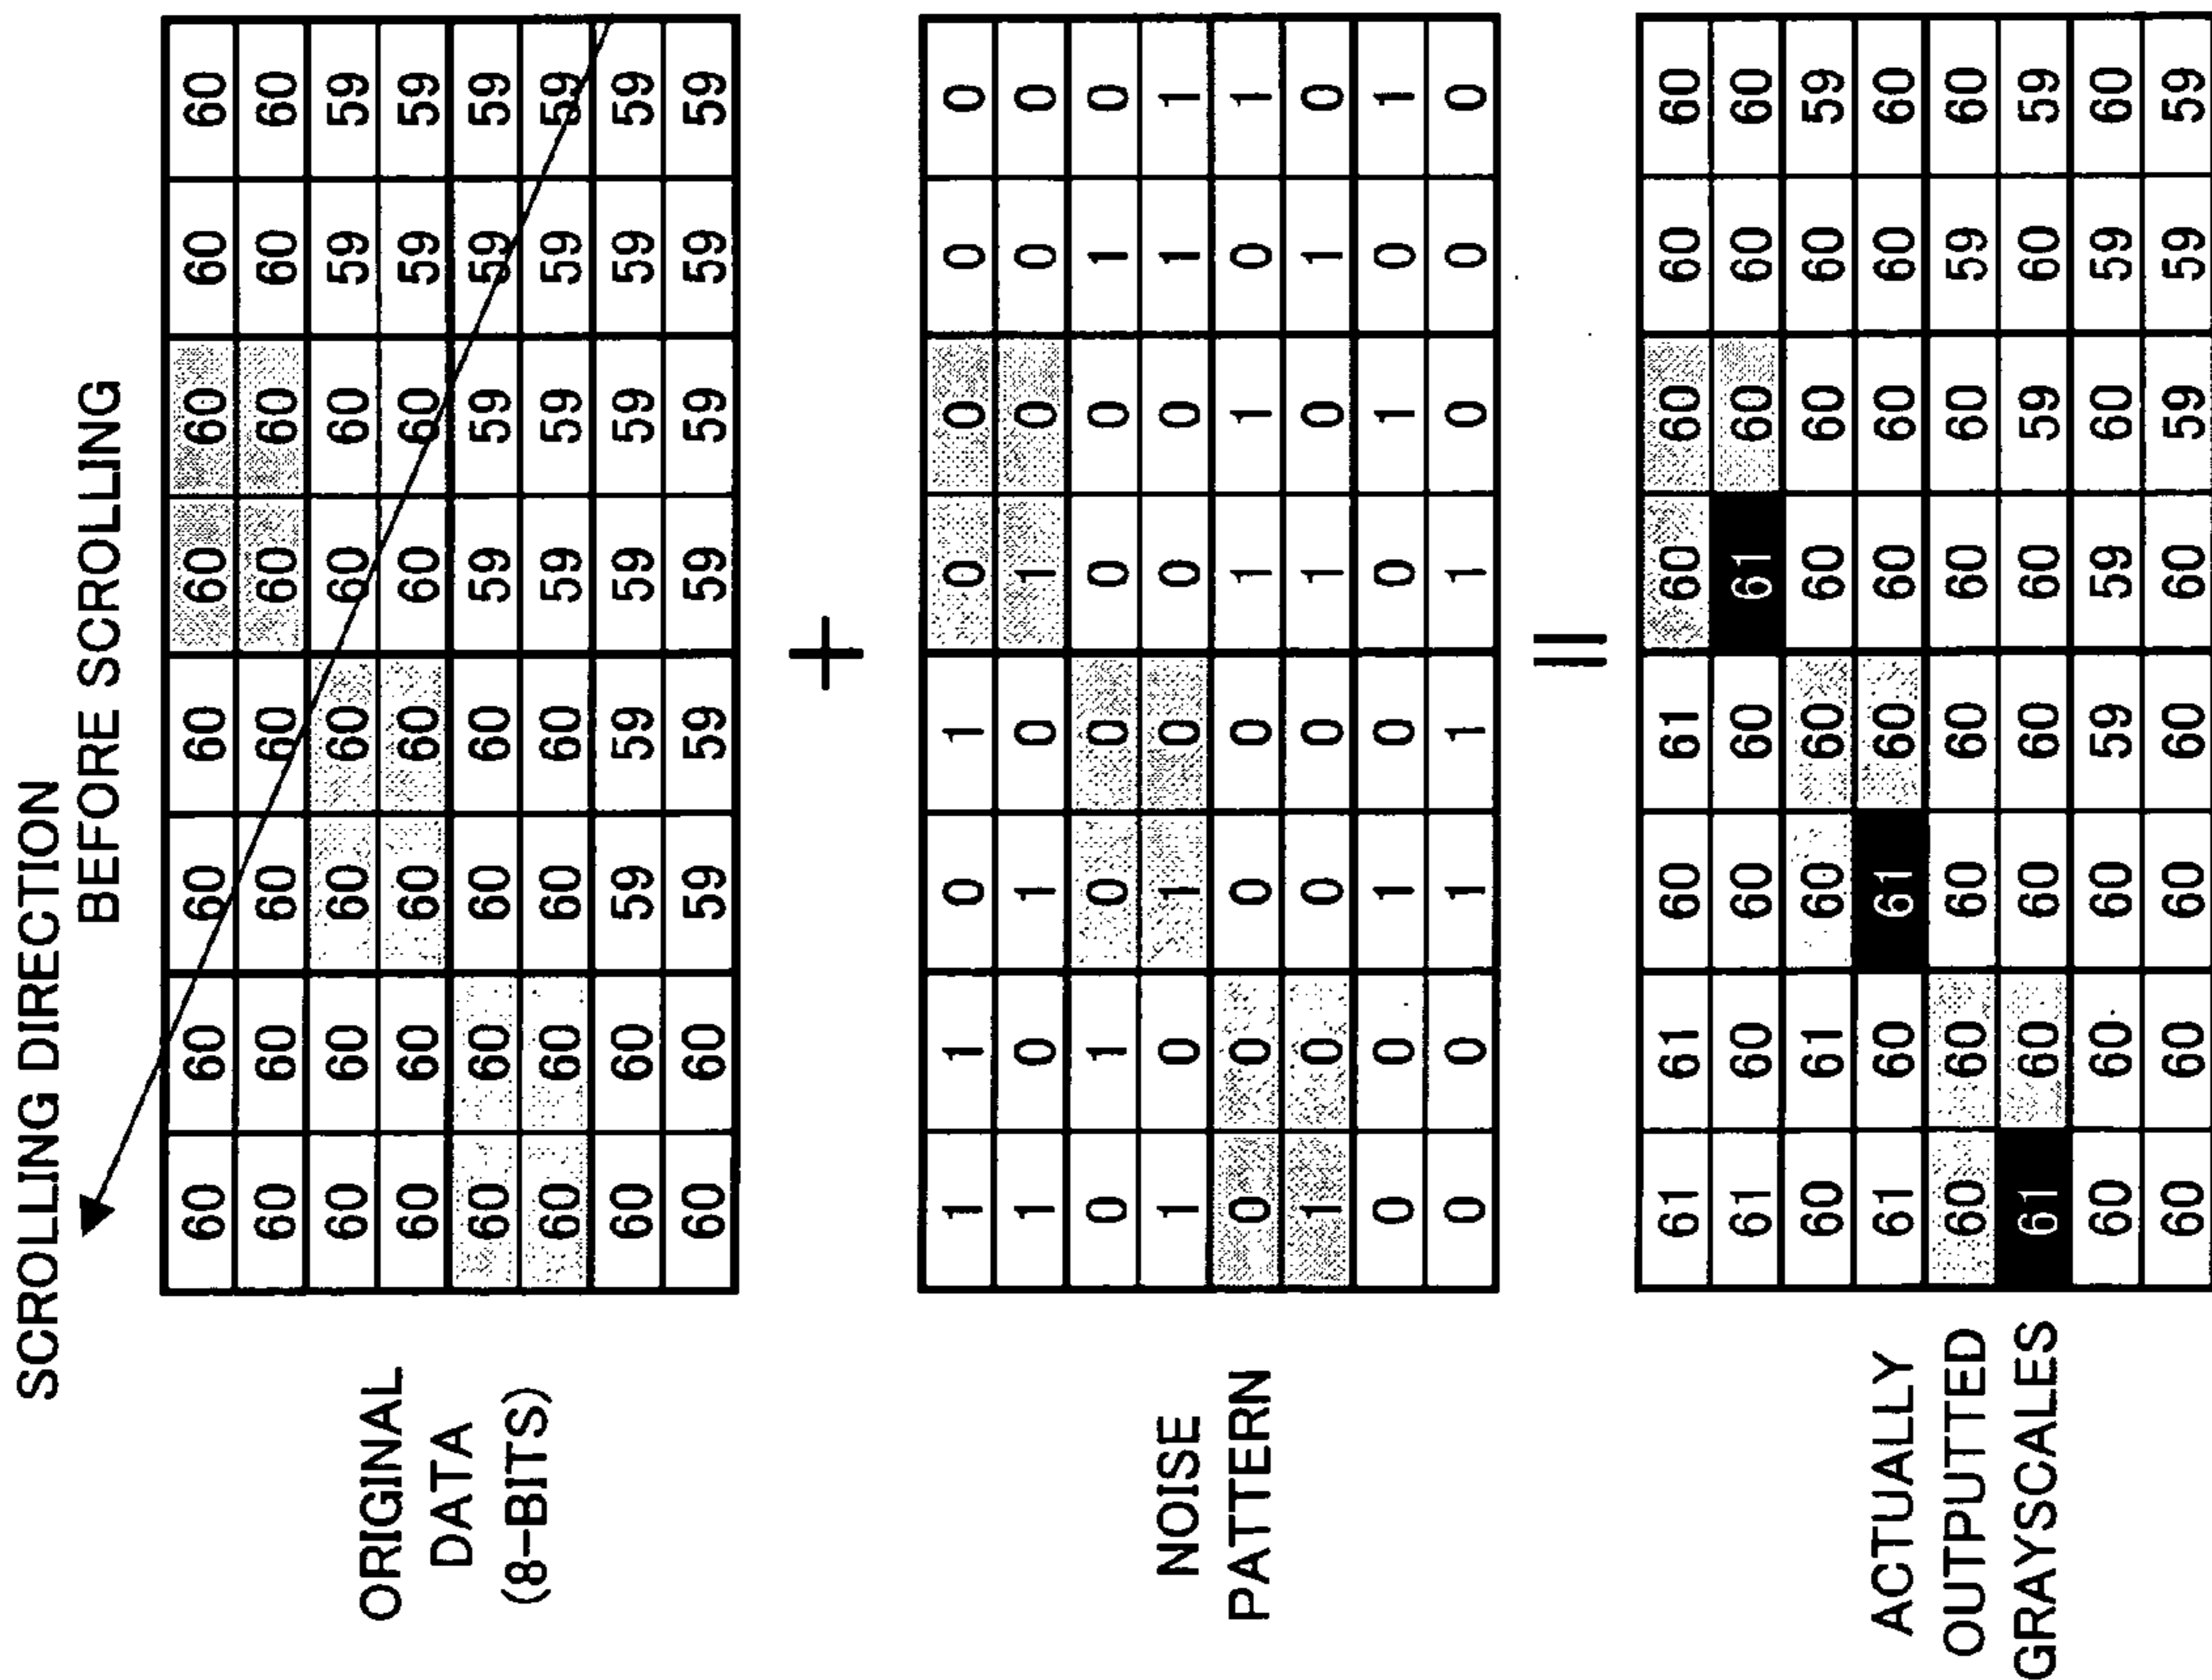 SCROLLING DIRECTION
BEFORE SCROLLING
ORIGINAL
DATA
(8-BITS)
60 60 60 60 60 60 60 60
60 60 60 60 60 60 60 60
60 60 60 60 60 60 59 59
60 60 60 60 60 60 59 59
60 60 60 60 59 59 59 59
60 60 60 60 59 59 59 59
60 60 59 59 59 59 59 59
60 60 59 59 59 59 59 59
+
NOISE
PATTERN
1 1 0 1 0 0 0 0
1 0 1 0 1 0 0 0
0 1 0 0 0 0 1 0
1 0 1 0 0 0 1 1
0 0 0 0 1 1 0 1
1 0 0 0 1 0 1 0
0 0 1 0 0 1 0 1
0 0 1 1 1 0 0 0
=
ACTUALLY
OUTPUTTED
GRAYSCALES
61 61 60 61 60 60 60 60
61 60 60 60 61 60 60 60
60 61 60 60 60 60 60 59
61 60 61 60 60 60 60 60
60 60 60 60 60 60 59 60
61 60 60 60 59 59 60 59
60 60 60 59 59 60 59 60
60 60 60 60 60 59 59 59